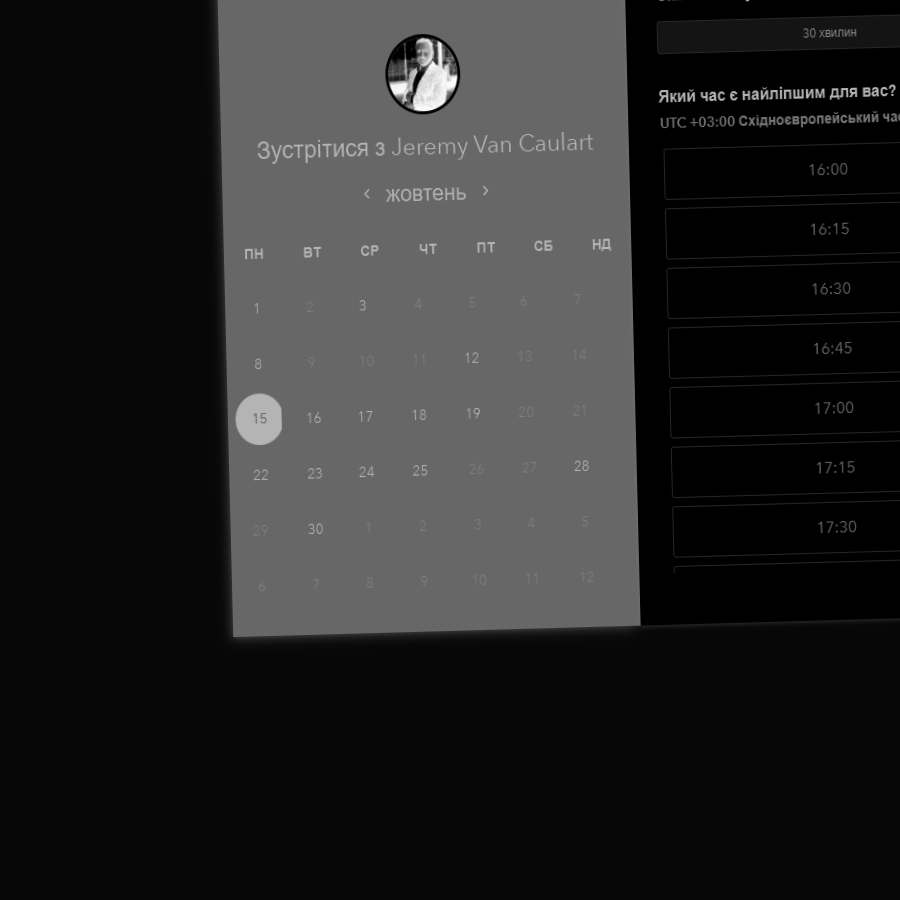 Зустрітися з Jeremy Van Caulart
жовтень
ПН ВТ СР ЧТ ПТ СБ НД
1 2 3 4 5 6 7
8 9 10 11 12 13 14
15 16 17 18 19 20 21
22 23 24 25 26 27 28
29 30 1 2 3 4 5
6 7 8 9 10 11 12
30 хвилин
Який час є найліпшим для вас?
UTC +03:00 Східноєвропейський
16:00
16:15
16:30
16:45
17:00
17:15
17:30